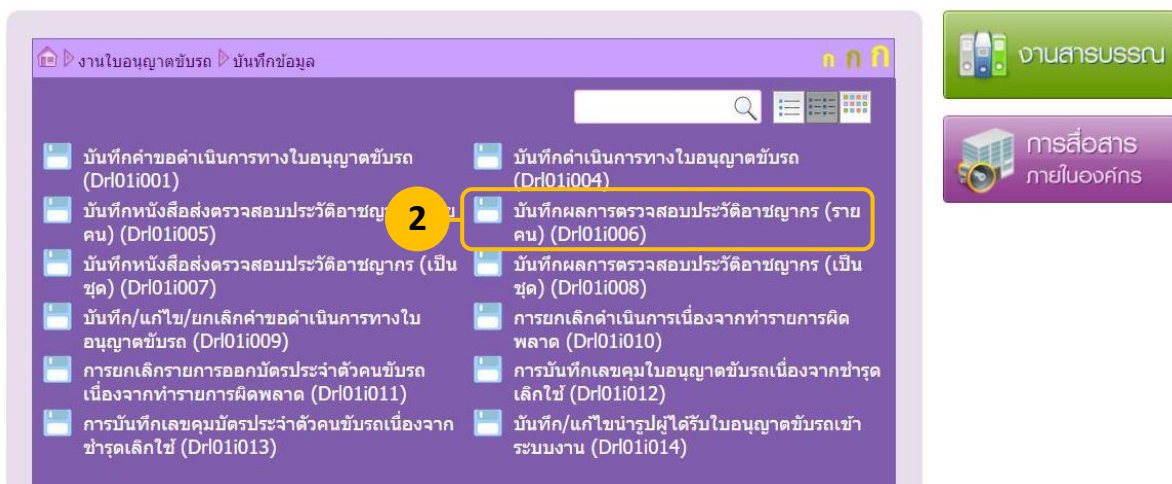 งานใบอนุญาตขับรถ บันทึกข้อมูล
ก ก ก
บันทึกคำขอดำเนินการทางใบอนุญาตขับรถ
(Drl01i001)
บันทึกดำเนินการทางใบอนุญาตขับรถ
(Drl01i004)
บันทึกหนังสือส่งตรวจสอบประวัติอาชญ
คน) (Drl01i005)
2
บันทึกผลการตรวจสอบประวัติอาชญากร (ราย
คน) (Drl01i006)
บันทึกหนังสือส่งตรวจสอบประวัติอาชญากร (เป็น
ชุด) (Drl01i007)
บันทึกผลการตรวจสอบประวัติอาชญากร (เป็น
ชุด) (Drl01i008)
บันทึก/แก้ไข/ยกเลิกคำขอดำเนินการทางใบ
อนุญาตขับรถ (Drl01i009)
การยกเลิกดำเนินการเนื่องจากทำรายการผิด
พลาด (Drl01i010)
การยกเลิกรายการออกบัตรประจำตัวคนขับรถ
เนื่องจากทำรายการผิดพลาด (Drl01i011)
การบันทึกเลขคุมใบอนุญาตขับรถเนื่องจากชำรุด
เลิกใช้ (Drl01i012)
การบันทึกเลขคุมบัตรประจำตัวคนขับรถเนื่องจาก
ชำรุดเลิกใช้ (Drl01i013)
บันทึก/แก้ไขนำรูปผู้ได้รับใบอนุญาตขับรถเข้า
ระบบงาน (Drl01i014)
งานสารบรรณ
การสื่อสาร
ภายในองค์กร